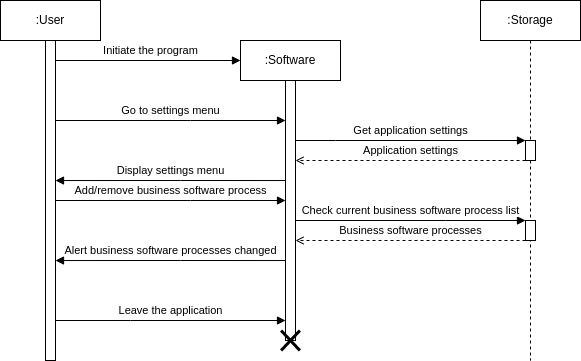 :User
:Storage
:Software
Initiate the program
Go to settings menu
Get application settings
Application settings
Display settings menu
Add/remove business software process
Check current business software process list
Business software processes
Alert business software processes changed
Leave the application